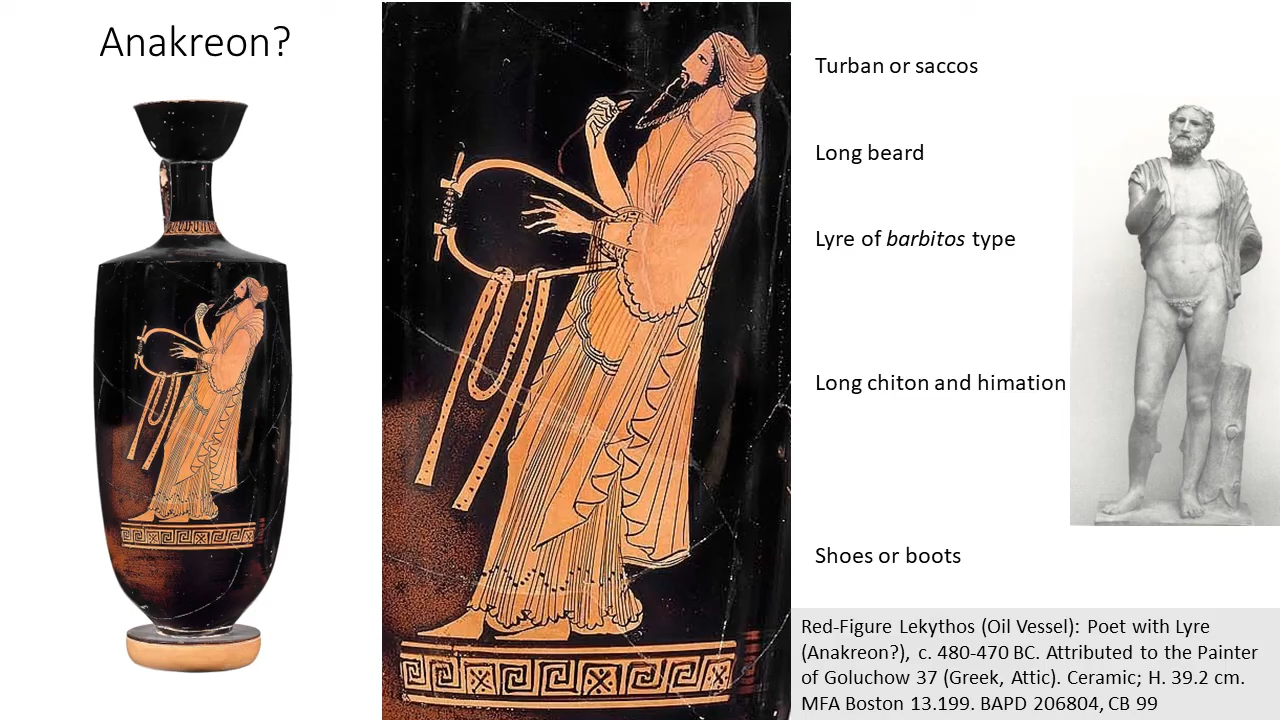 Anakreon?
Turban or saccos
Long beard
Lyre of barbitos type
Long chiton and himation
Shoes or boots
Red-Figure Lekythos (Oil Vessel): Poet with Lyre
(Anakreon?), c. 480-470 BC. Attributed to the Painter
of Goluchow 37 (Greek, Attic). Ceramic; H. 39.2 cm.
MFA Boston 13.199. BAPD 206804, CB 99